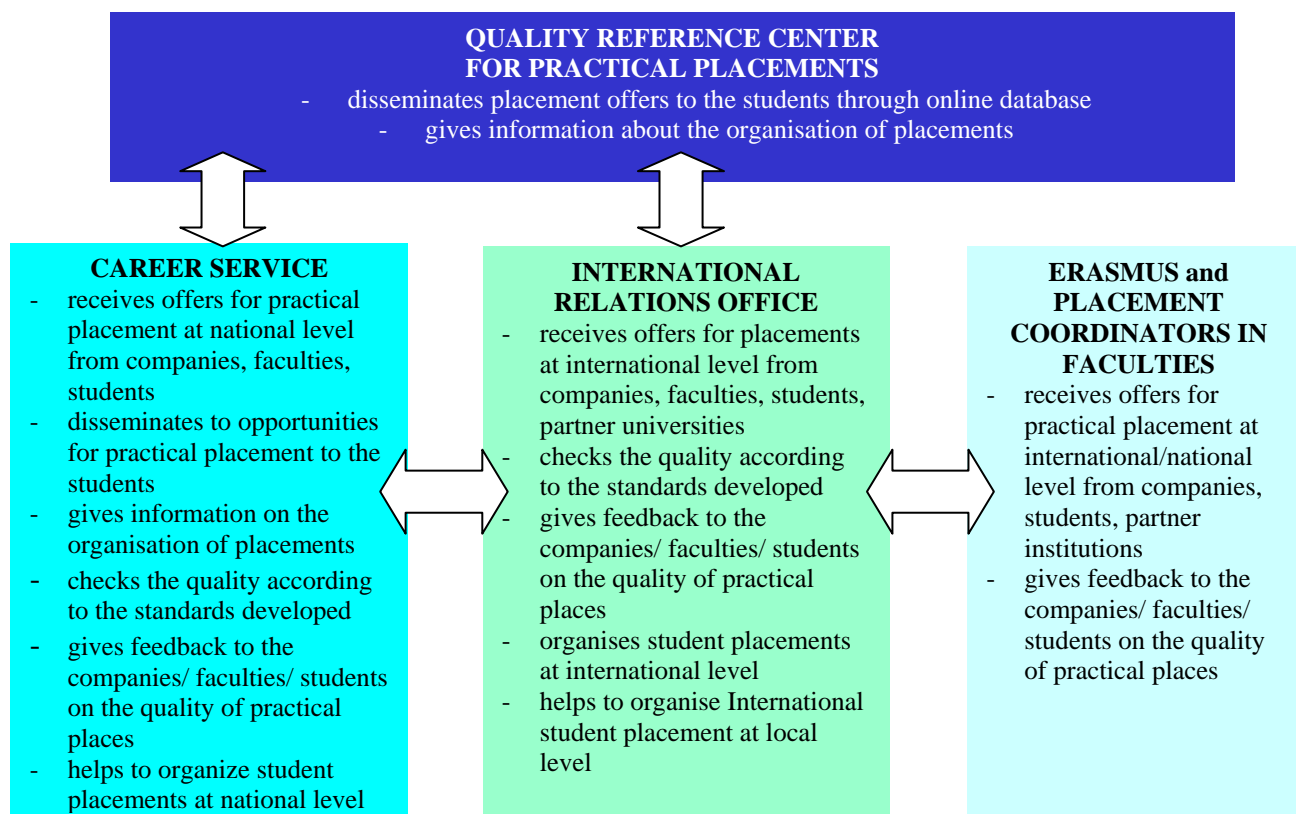 QUALITY REFERENCE CENTER
FOR PRACTICAL PLACEMENTS
- disseminates placement offers to the students through online database
- gives information about the organisation of placements
CAREER SERVICE
- receives offers for practical
placement at national level
from companies, faculties,
students
- disseminates to opportunities
for practical placement to the
students
- gives information on the
organisation of placements
- checks the quality according
to the standards developed
- gives feedback to the
companies/ faculties/ students
on the quality of practical
places
- helps to organize student
placements at national level
INTERNATIONAL
RELATIONS OFFICE
- receives offers for placements
at international level from
companies, faculties, students,
partner universities
- checks the quality according
to the standards developed
- gives feedback to the
companies/ faculties/ students
on the quality of practical
places
- organises student placements
at international level
- helps to organise International
student placement at local
level
ERASMUS and
PLACEMENT
COORDINATORS IN
FACULTIES
- receives offers for
practical placement at
international/national
level from companies,
students, partner
institutions
- gives feedback to the
companies/ faculties/
students on the quality
of practical places